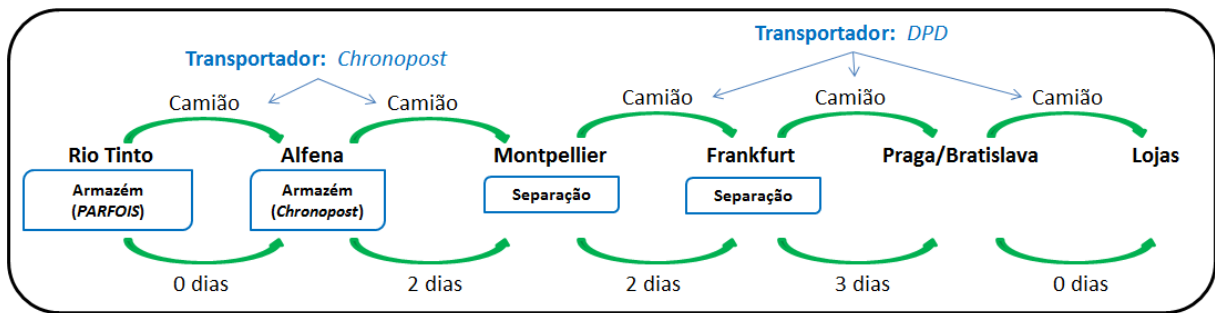 Transportador: DPD
Transportador: Chronopost
Camião Camião Camião Camião Camião
Rio Tinto Alfena Montpellier Frankfurt Praga/Bratislava Lojas
Armazém
(PARFOIS)
Armazém
(Chronopost)
Separação
Separação
0 dias 2 dias 2 dias 3 dias 0 dias